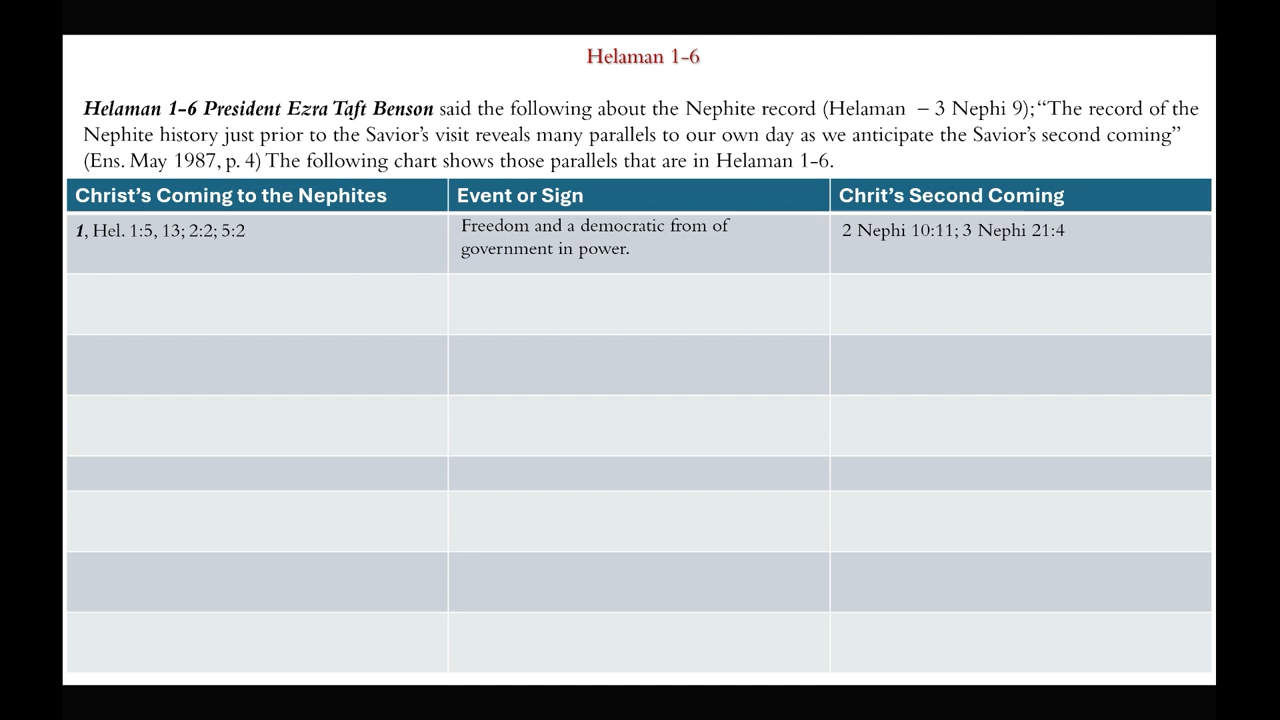 Helaman 1-6
Helaman 1-6 President Ezra Taft Benson said the following about the Nephite record (Helaman – 3 Nephi 9); “The record of the
Nephite history just prior to the Savior’s visit reveals many parallels to our own day as we anticipate the Savior’s second coming”
(Ens. May 1987, p. 4) The following chart shows those parallels that are in Helaman 1-6.
Christ’s Coming to the Nephites
Event or Sign
Chrit’s Second Coming
1, Hel. 1:5, 13; 2:2; 5:2
Freedom and a democratic from of
government in power.
2 Nephi 10:11; 3 Nephi 21:4